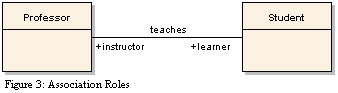 Professor
Student
teaches
+instructor
+learner
Figure 3: Association Roles